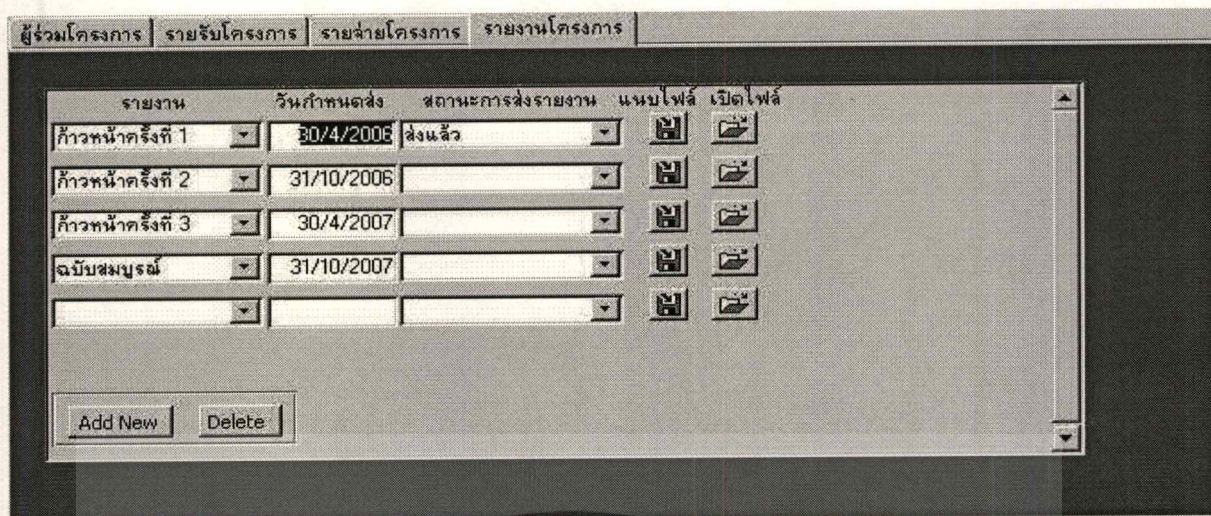 ผู้ร่วมโครงการ รายรับโครงการ รายจ่ายโครงการ รายงานโครงการ
รายงาน วันกำหนดส่ง สถานะการส่งรายงาน แนบไฟล์ เปิดไฟล์
ก้าวหน้าครั้งที่ 1 30/4/2006 ส่งแล้ว
ก้าวหน้าครั้งที่ 2 31/10/2006
ก้าวหน้าครั้งที่ 3 30/4/2007
ฉบับสมบูรณ์ 31/10/2007
Add New Delete